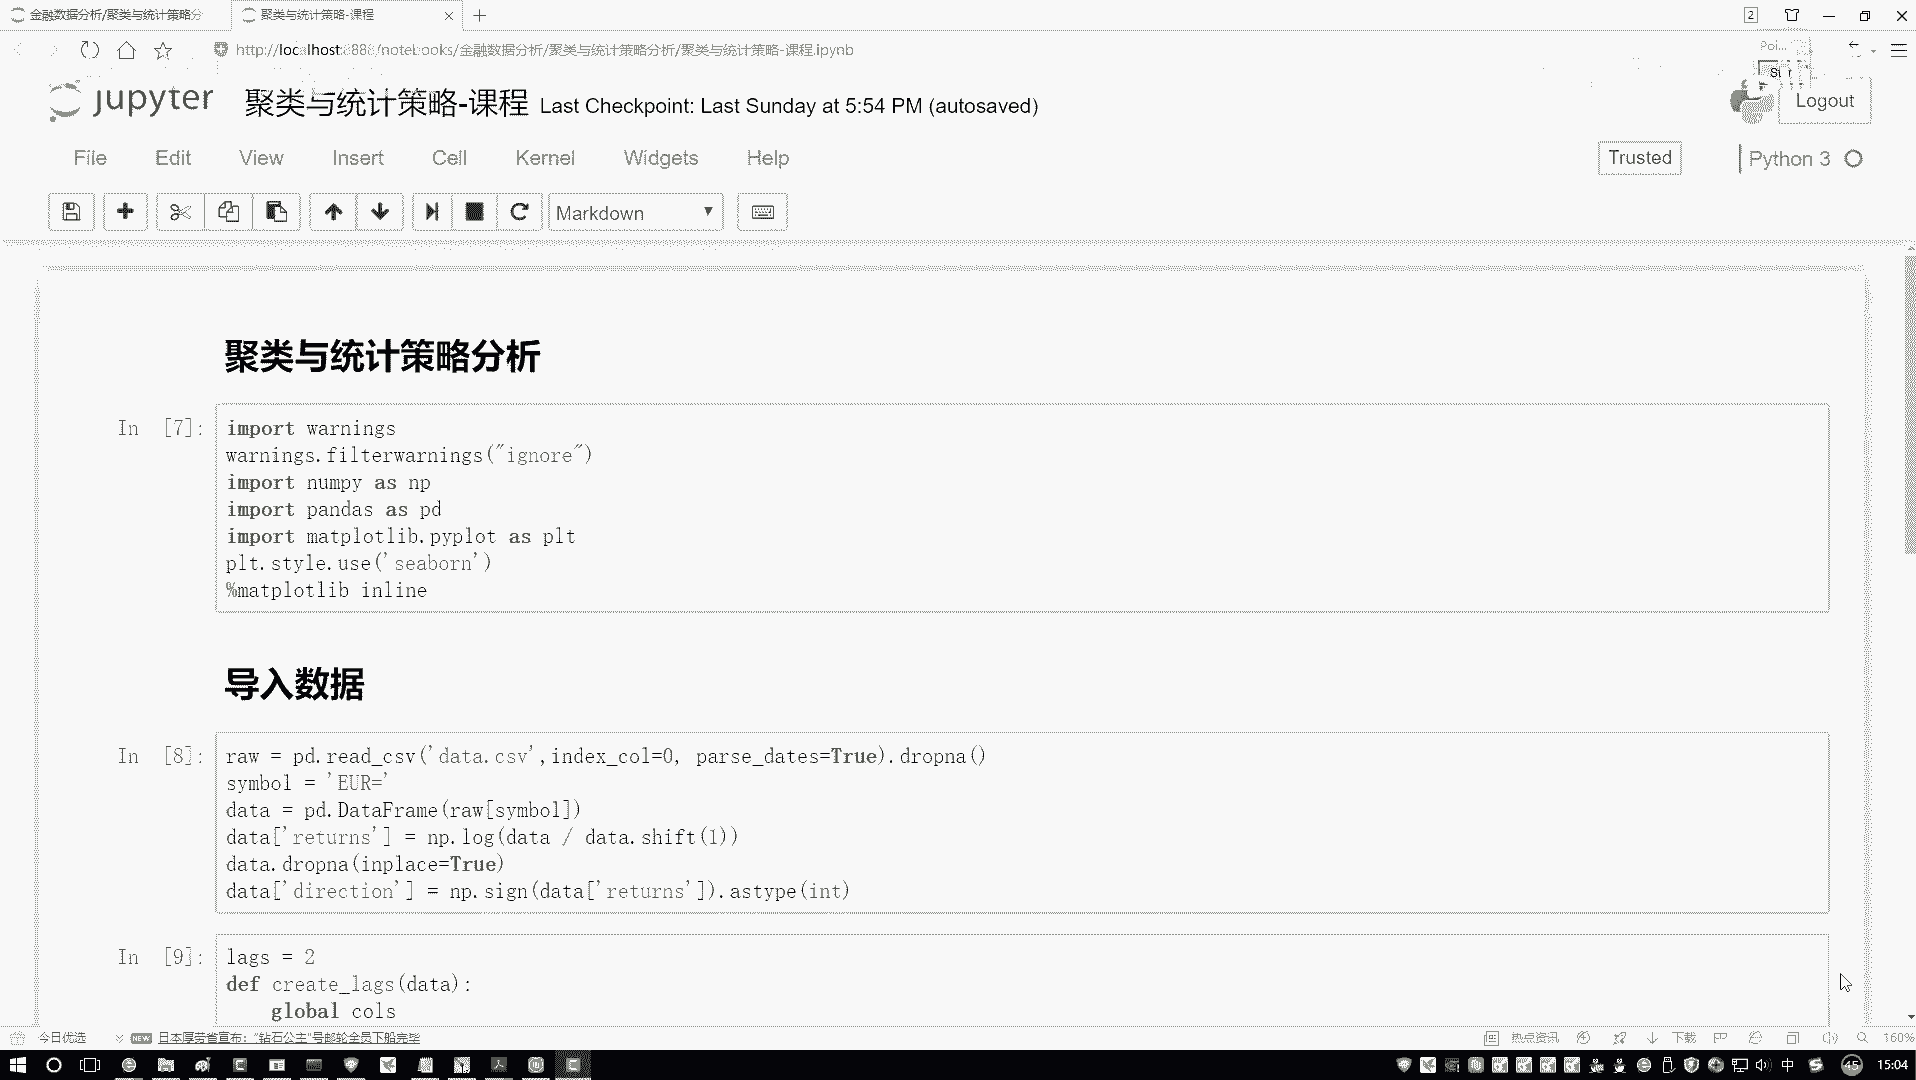 金融数据分析/聚类与统计策略分
聚类与统计策略-课程
2
http://localhost:888/notebooks/金融数据分析/聚类与统计策略分析/聚类与统计策略-课程.ipynb
Poi...
jupyter 聚类与统计策略-课程 Last Checkpoint: Last Sunday at 5:54 PM (autosaved)
Logout
File Edit View Insert Cell Kernel Widgets Help
Trusted
Python 3
Markdown
聚类与统计策略分析
In [7]:
import warnings
warnings.filterwarnings("ignore")
import numpy as np
import pandas as pd
import matplotlib.pyplot as plt
plt.style.use('seaborn')
%matplotlib inline
导入数据
In [8]:
raw = pd.read_csv('data.csv',index_col=0, parse_dates=True).dropna()
symbol = 'EUR='
data = pd.DataFrame(raw[symbol])
data['returns'] = np.log(data / data.shift(1))
data.dropna(inplace=True)
data['direction'] = np.sign(data['returns']).astype(int)
In [9]:
lags = 2
def create_lags(data):
global cols
今日优选
NEW 日本厚劳省宣布："钻石公主"号邮轮全员下船完毕
热点资讯
下载
160%
中
45
15:04